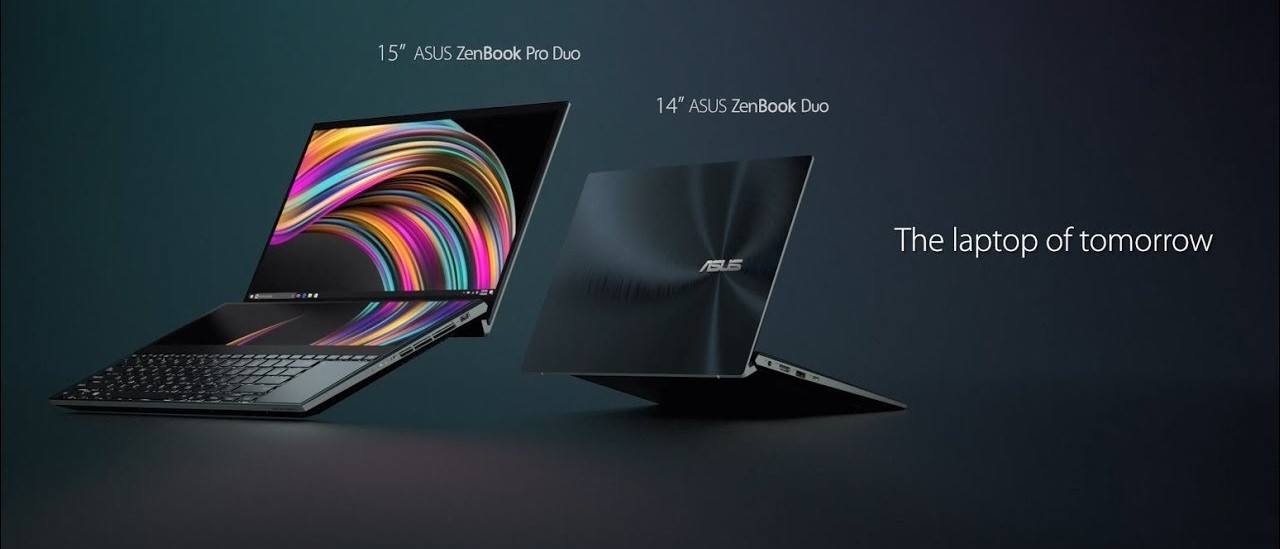 15” ASUS ZenBook Pro Duo
14” ASUS ZenBook Duo
ASUS
The laptop of tomorrow